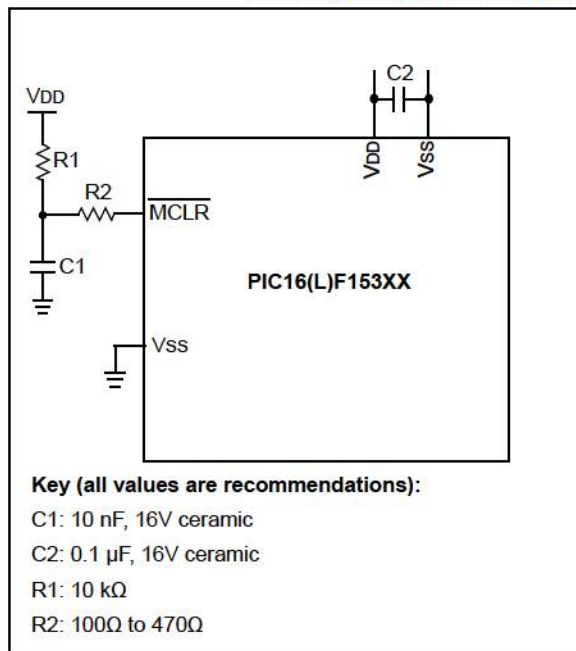 C2
VDD
R1
VDD
VSS
R2
MCLR
C1
PIC16(L)F153XX
Vss
Key (all values are recommendations):
C1: 10 nF, 16V ceramic
C2: 0.1 µF, 16V ceramic
R1: 10 kΩ
R2: 100Ω to 470Ω